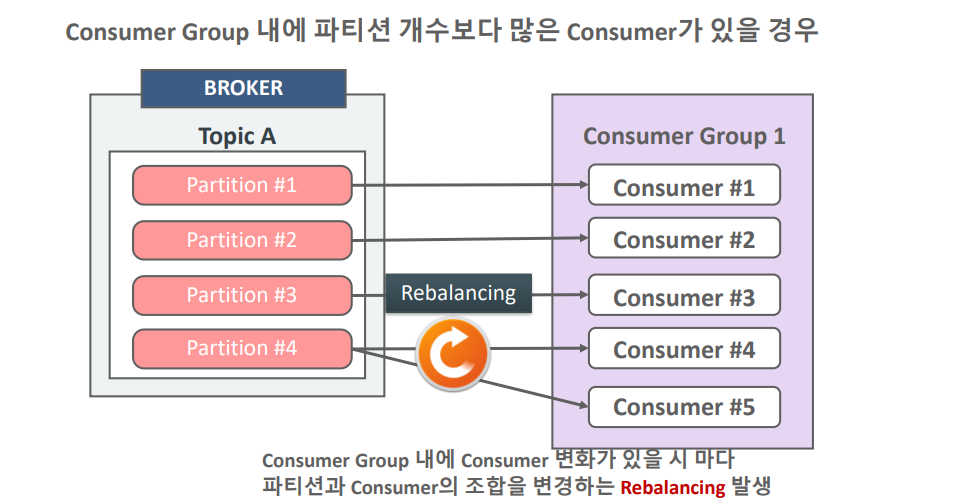 Consumer Group 내에 파티션 개수보다 많은 Consumer가 있을 경우
BROKER
Topic A
Partition #1
Partition #2
Partition #3
Partition #4
Rebalancing
Consumer Group 1
Consumer #1
Consumer #2
Consumer #3
Consumer #4
Consumer #5
Consumer Group 내에 Consumer 변화가 있을 시 마다
파티션과 Consumer의 조합을 변경하는 Rebalancing 발생